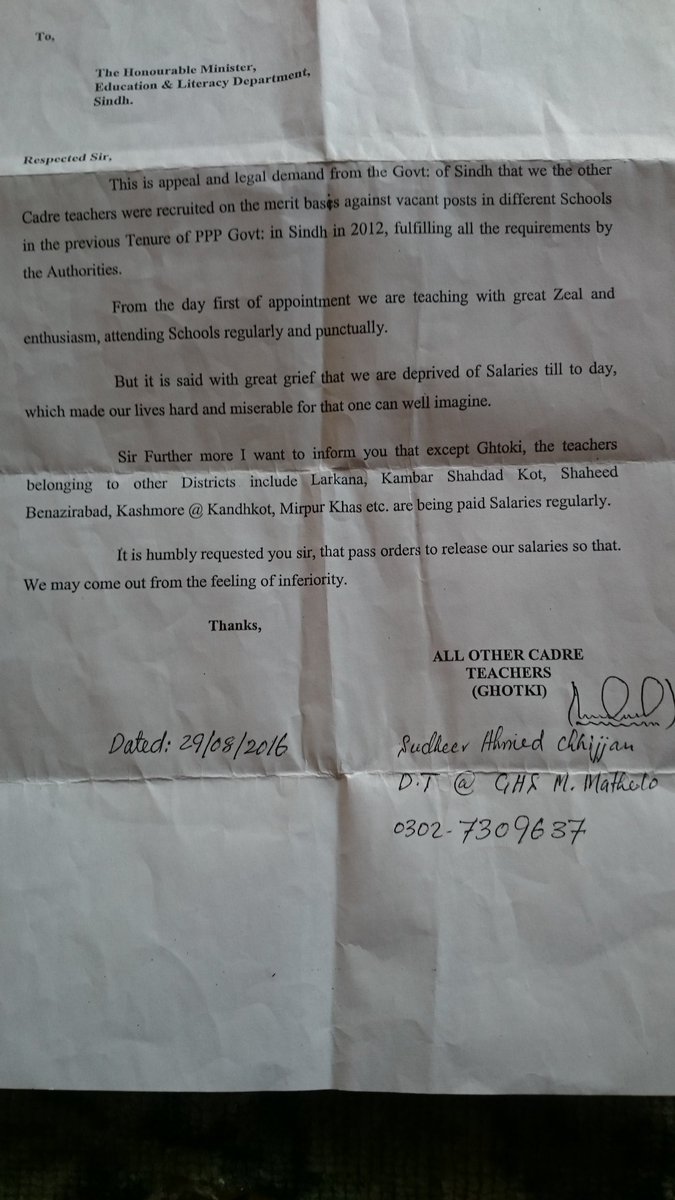 To,
The Honourable Minister,
Education & Literacy Department,
Sindh.
Respected Sir,
This is appeal and legal demand from the Govt: of Sindh that we the other
Cadre teachers were recruited on the merit basis against vacant posts in different Schools
in the previous Tenure of PPP Govt: in Sindh in 2012, fulfilling all the requirements by
the Authorities.
From the day first of appointment we are teaching with great Zeal and
enthusiasm, attending Schools regularly and punctually.
But it is said with great grief that we are deprived of Salaries till to day,
which made our lives hard and miserable for that one can well imagine.
Sir Further more I want to inform you that except Ghtoki, the teachers
belonging to other Districts include Larkana, Kambar Shahdad Kot, Shaheed
Benazirabad, Kashmore @ Kandhkot, Mirpur Khas etc. are being paid Salaries regularly.
It is humbly requested you sir, that pass orders to release our salaries so that.
We may come out from the feeling of inferiority.
Thanks,
ALL OTHER CADRE
TEACHERS
(GHOTKI)
Dated: 29/08/2016
Sudheer Ahmed Chhijjan
D.T @ GHS M. Mathelo
0302-7309637